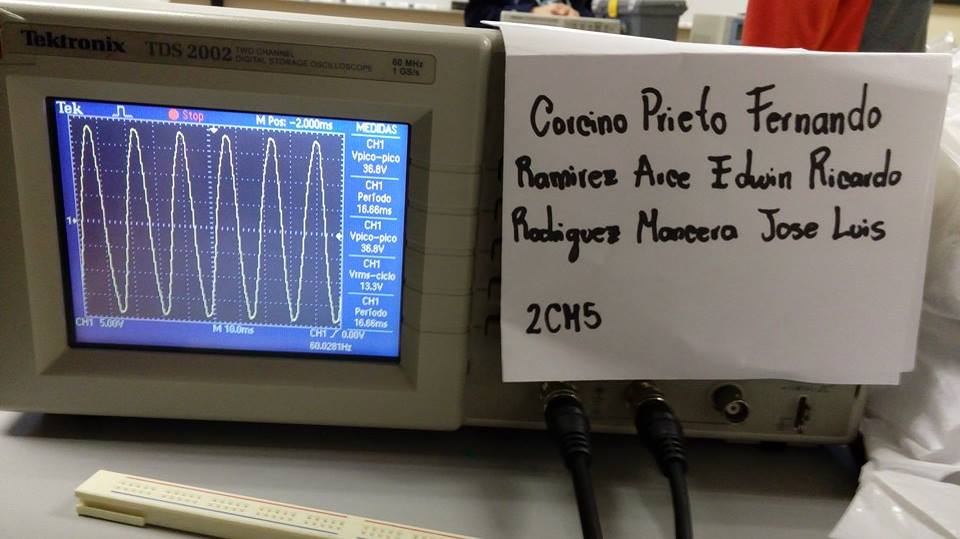 Tektronix TDS 2002 TWO CHANNEL DIGITAL STORAGE OSCILLOSCOPE
60 MHz
1 GS/s
Tek Stop M Pos: -2.000ms MEDIDAS
CH1
Vpico-pico
36.8V
CH1
Período
16.66ms
CH1
Vpico-pico
36.8V
CH1
Vrms-ciclo
13.3V
CH1
Período
16.66ms
1
CH1 5.00V M 10.0ms CH1 / 0.00V
60.0281Hz
Corcino Prieto Fernando
Ramirez Arce Edwin Ricardo
Rodriguez Mancera Jose Luis
2CM5